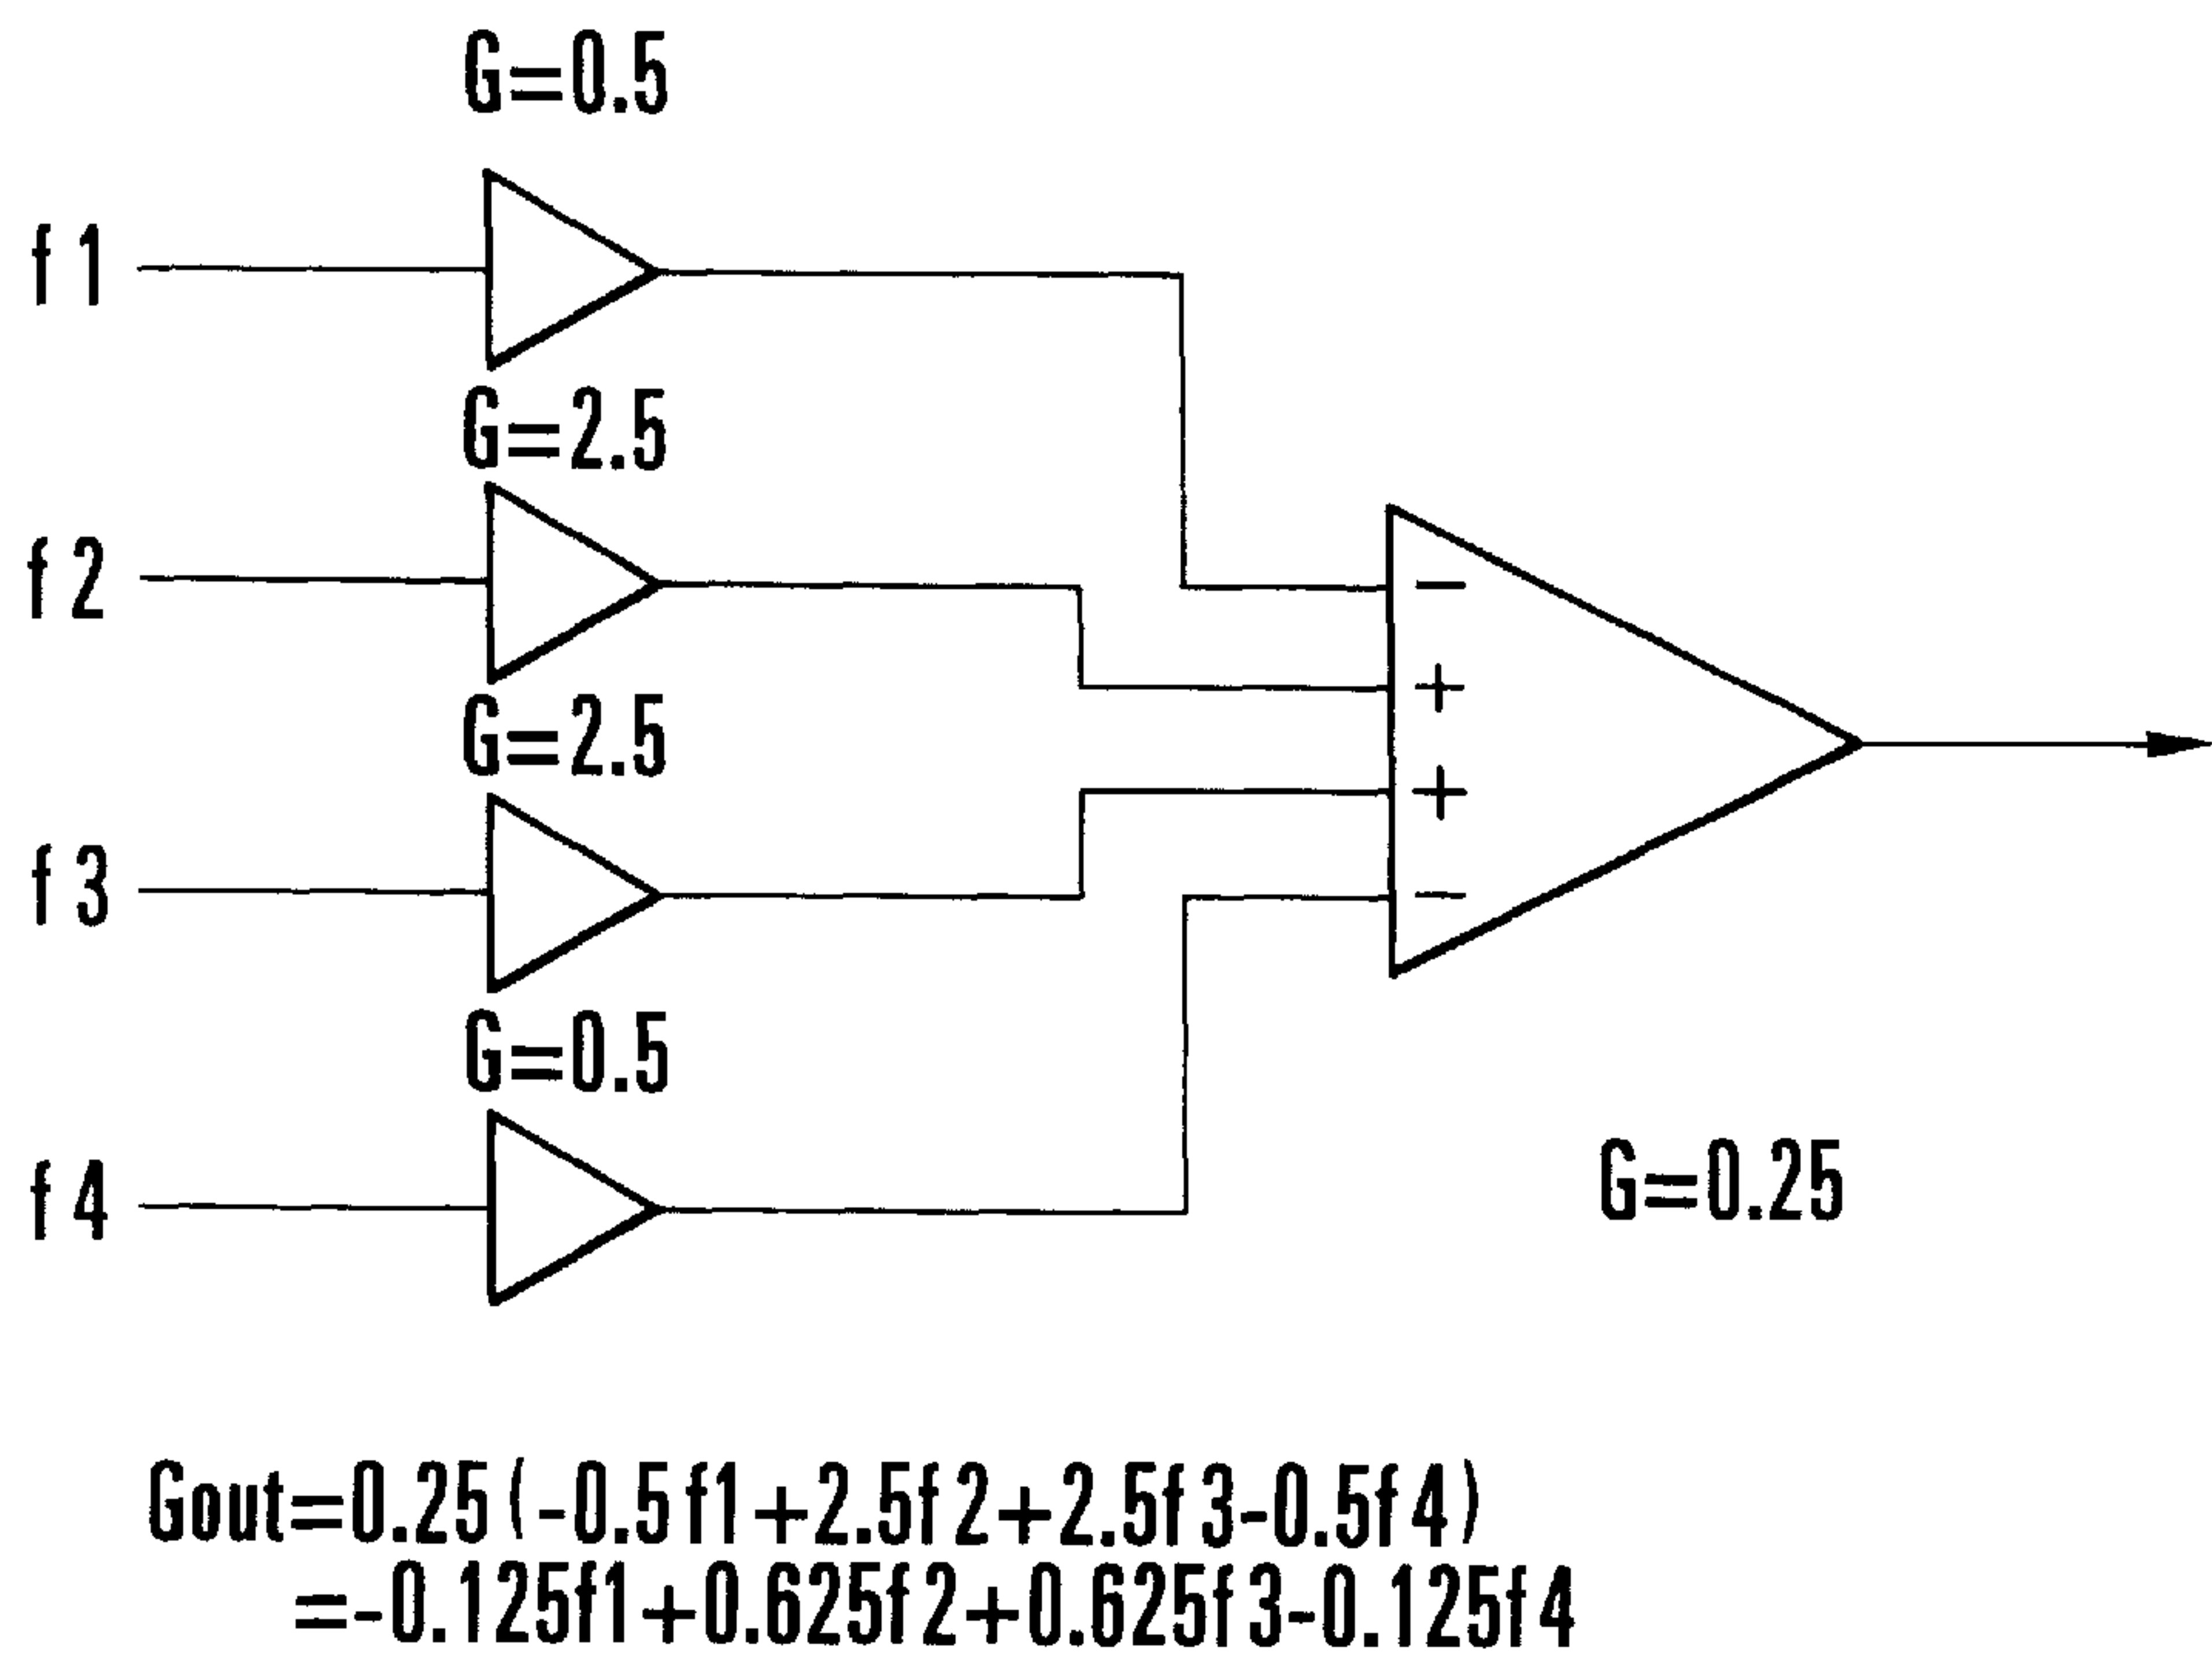 G=0.5
f1
G=2.5
f2
−
+
G=2.5
+
f3
−
G=0.5
f4
G=0.25
Gout=0.25(-0.5f1+2.5f2+2.5f3-0.5f4)
=-0.125f1+0.625f2+0.625f3-0.125f4